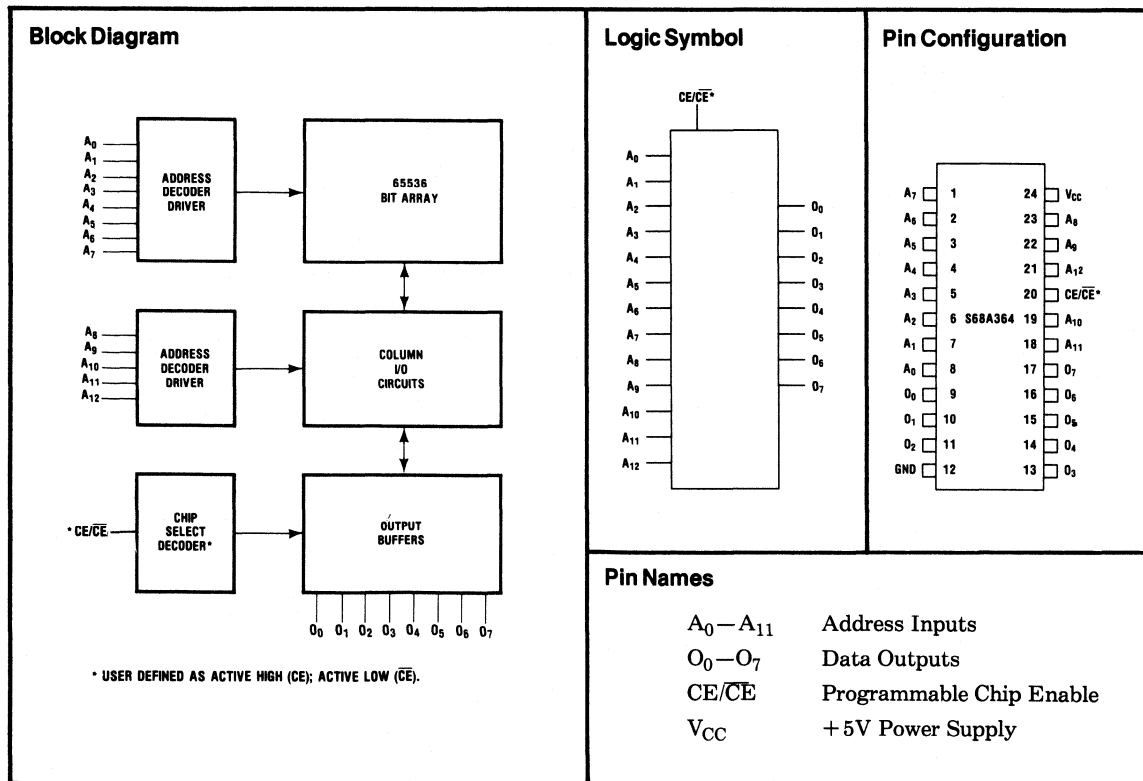 Block Diagram
A₀
A₁
A₂
A₃
A₄
A₅
A₆
A₇
ADDRESS
DECODER
DRIVER
65536
BIT ARRAY
A₈
A₉
A₁₀
A₁₁
A₁₂
ADDRESS
DECODER
DRIVER
COLUMN
I/O
CIRCUITS
* CE/C̅E̅
CHIP
SELECT
DECODER*
OUTPUT
BUFFERS
O₀ O₁ O₂ O₃ O₄ O₅ O₆ O₇
* USER DEFINED AS ACTIVE HIGH (CE); ACTIVE LOW (C̅E̅).
Logic Symbol
CE/C̅E̅*
A₀
A₁
A₂
A₃
A₄
A₅
A₆
A₇
A₈
A₉
A₁₀
A₁₁
A₁₂
O₀
O₁
O₂
O₃
O₄
O₅
O₆
O₇
Pin Configuration
A₇ 1 24 V_CC
A₆ 2 23 A₈
A₅ 3 22 A₉
A₄ 4 21 A₁₂
A₃ 5 20 CE/C̅E̅*
A₂ 6 S68A364 19 A₁₀
A₁ 7 18 A₁₁
A₀ 8 17 O₇
O₀ 9 16 O₆
O₁ 10 15 O₅
O₂ 11 14 O₄
GND 12 13 O₃
Pin Names
A₀—A₁₁ Address Inputs
O₀—O₇ Data Outputs
CE/C̅E̅ Programmable Chip Enable
V_CC +5V Power Supply